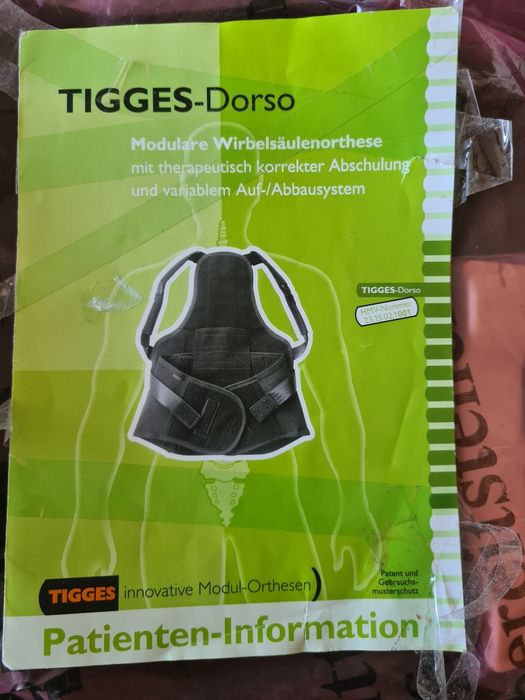 TIGGES-Dorso
Modulare Wirbelsäulenorthese
mit therapeutisch korrekter Abschulung
und variablem Auf-/Abbausystem
TIGGES-Dorso
HMV-Nummer
23.15.02.1001
TIGGES innovative Modul-Orthesen
Patent und
Gebrauchs-
musterschutz
Patienten-Information